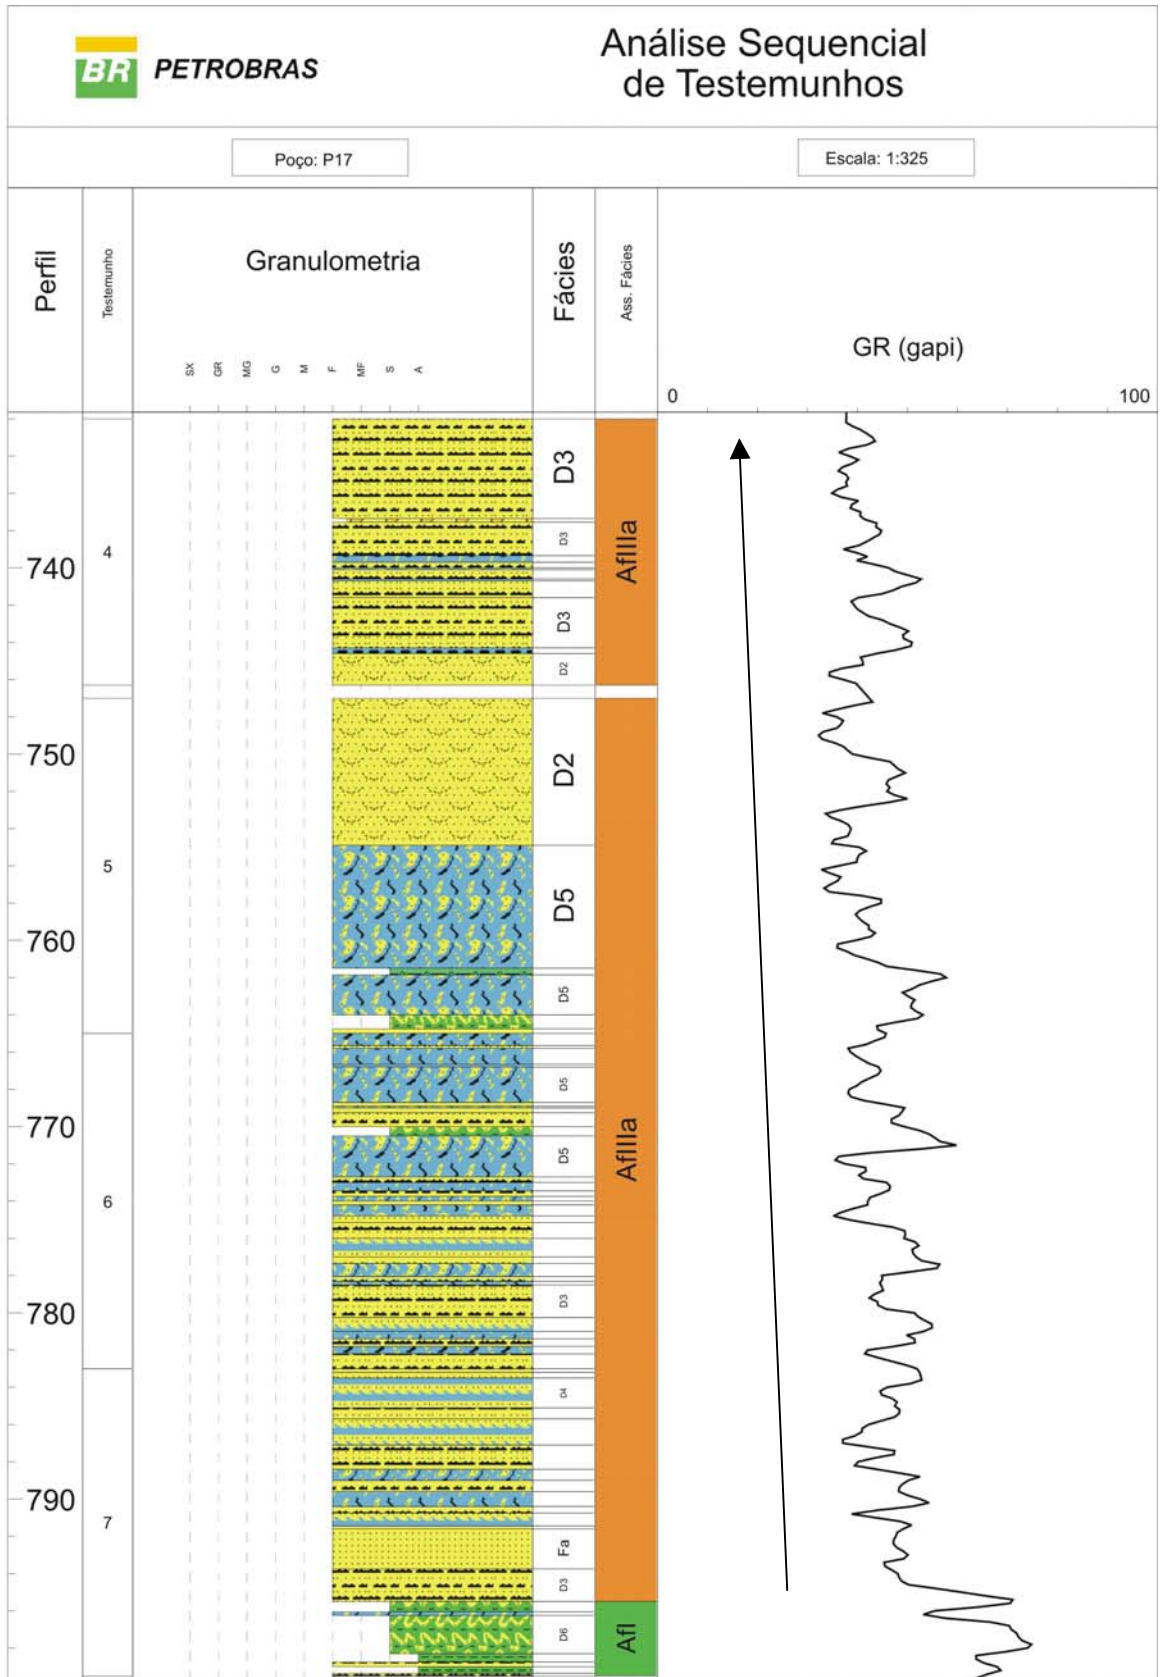 BR PETROBRAS
Análise Sequencial
de Testemunhos
Poço: P17
Escala: 1:325
Perfil
Testemunho
Granulometria
Fácies
Ass. Fácies
GR (gapi)
SX GR MG G M F MF S A
0 100
D3
D3
740
4
AfIIIa
D3
D2
750
D2
5
D5
760
D5
D5
770
D5
AfIIIa
6
D3
780
D4
790
7
Fa
D3
D6
AfI